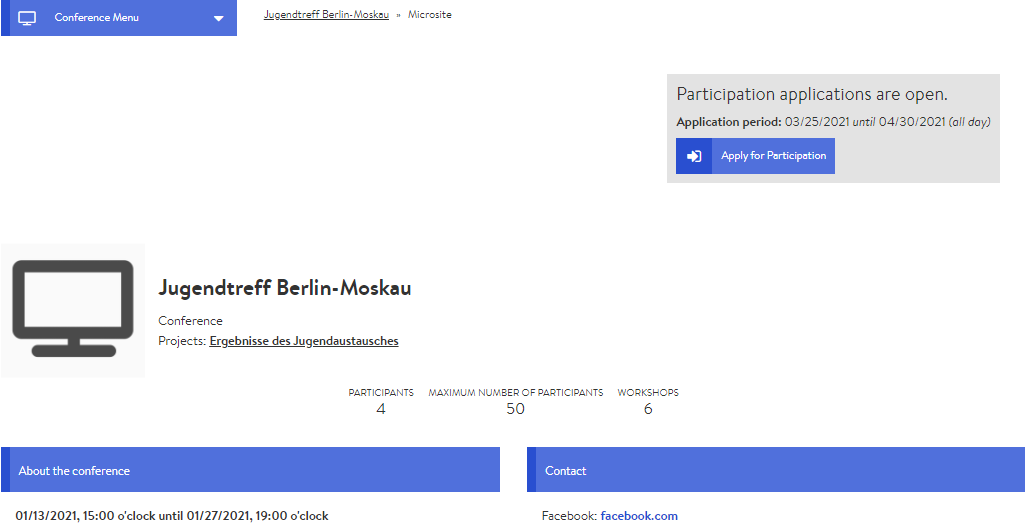 Conference Menu
Jugendtreff Berlin-Moskau » Microsite
Participation applications are open.
Application period: 03/25/2021 until 04/30/2021 (all day)
Apply for Participation
Jugendtreff Berlin-Moskau
Conference
Projects: Ergebnisse des Jugendaustausches
PARTICIPANTS MAXIMUM NUMBER OF PARTICIPANTS WORKSHOPS
4 50 6
About the conference
Contact
01/13/2021, 15:00 o'clock until 01/27/2021, 19:00 o'clock
Facebook: facebook.com